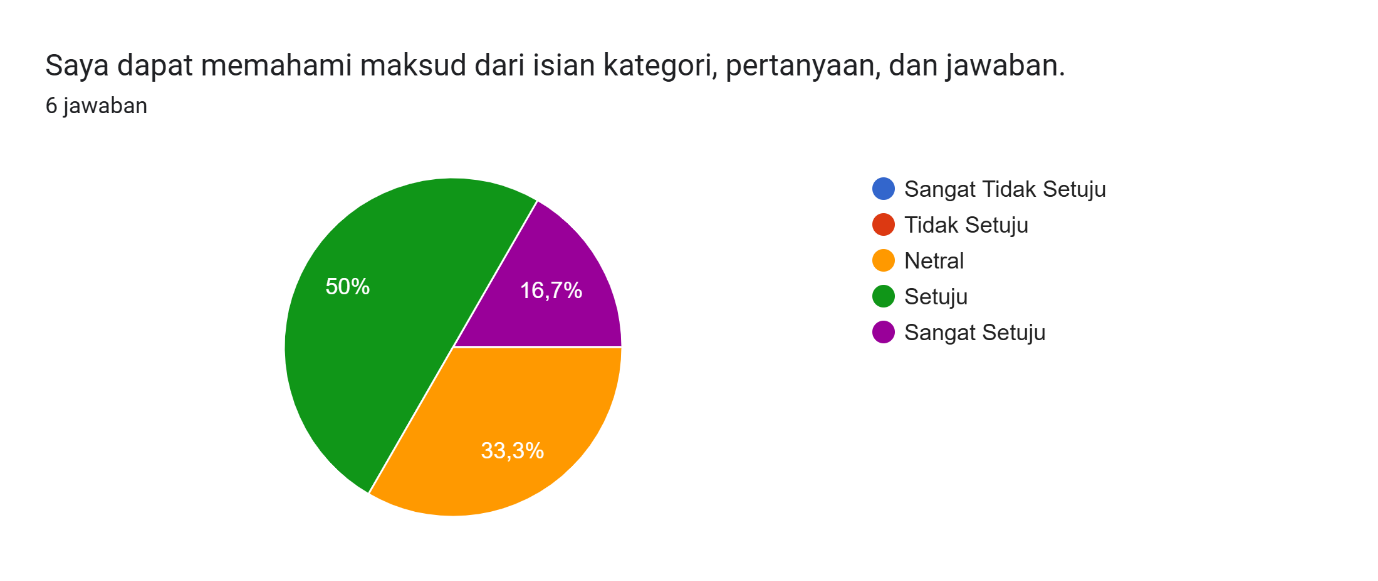 Saya dapat memahami maksud dari isian kategori, pertanyaan, dan jawaban.
6 jawaban
50%
16,7%
33,3%
Sangat Tidak Setuju
Tidak Setuju
Netral
Setuju
Sangat Setuju